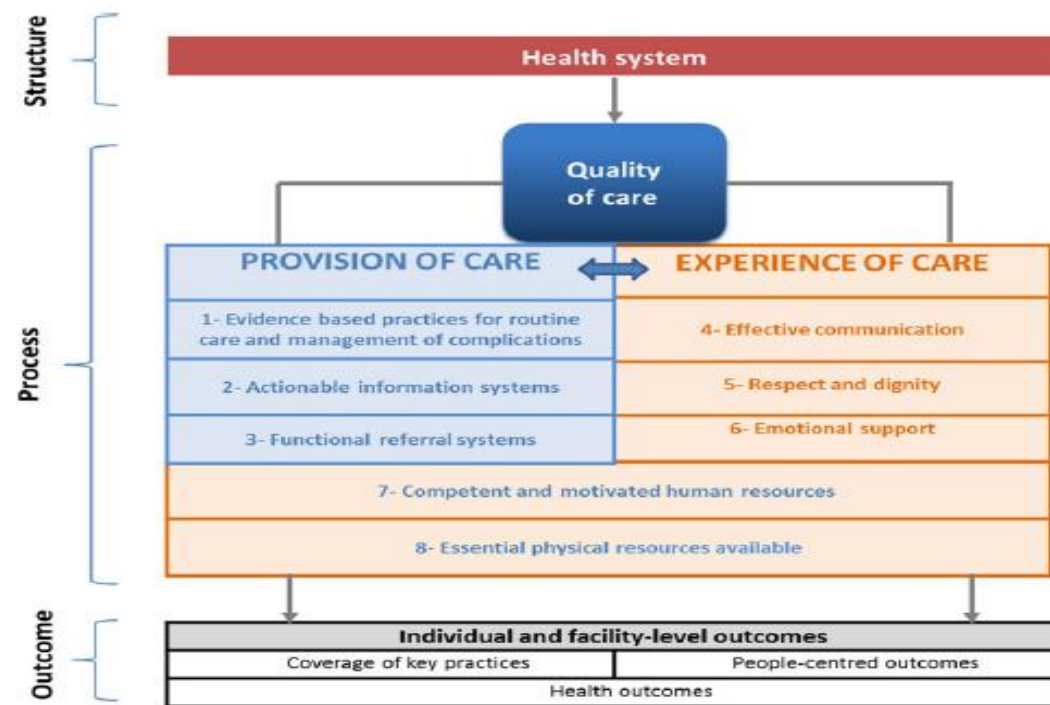 Structure
Health system
Process
Quality
of care
PROVISION OF CARE
EXPERIENCE OF CARE
1- Evidence based practices for routine
care and management of complications
4- Effective communication
2- Actionable information systems
5- Respect and dignity
3- Functional referral systems
6- Emotional support
7- Competent and motivated human resources
8- Essential physical resources available
Outcome
Individual and facility-level outcomes
Coverage of key practices
People-centred outcomes
Health outcomes